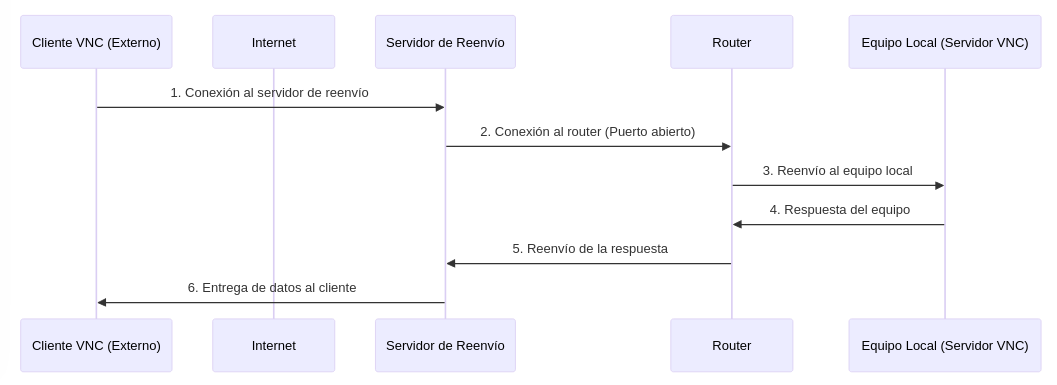 Cliente VNC (Externo)
Internet
Servidor de Reenvío
Router
Equipo Local (Servidor VNC)
1. Conexión al servidor de reenvío
2. Conexión al router (Puerto abierto)
3. Reenvío al equipo local
4. Respuesta del equipo
5. Reenvío de la respuesta
6. Entrega de datos al cliente
Cliente VNC (Externo)
Internet
Servidor de Reenvío
Router
Equipo Local (Servidor VNC)